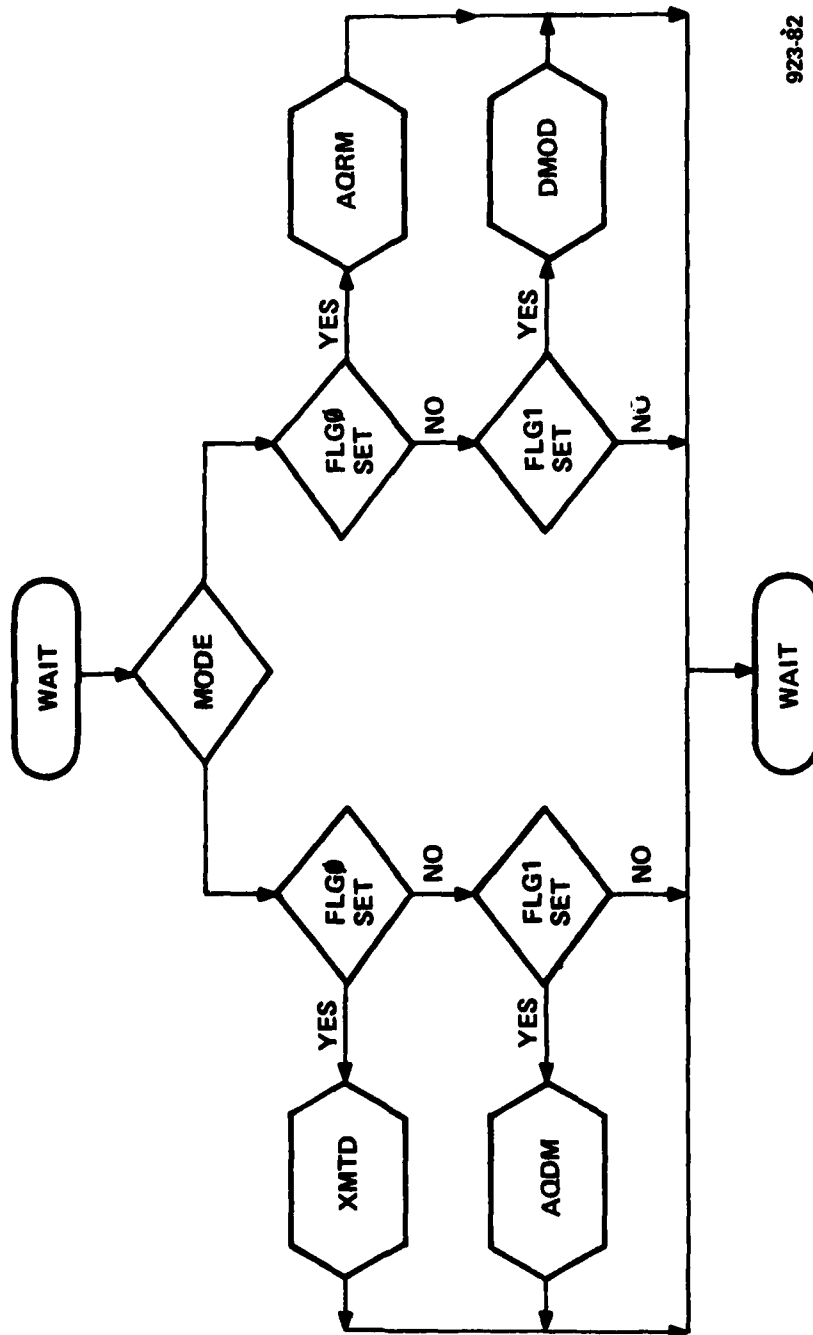 WAIT
MODE
FLGØ
SET
YES
XMTD
NO
FLG1
SET
YES
AQDM
NO
FLGØ
SET
YES
AQRM
NO
FLG1
SET
YES
DMOD
NO
WAIT
923-82